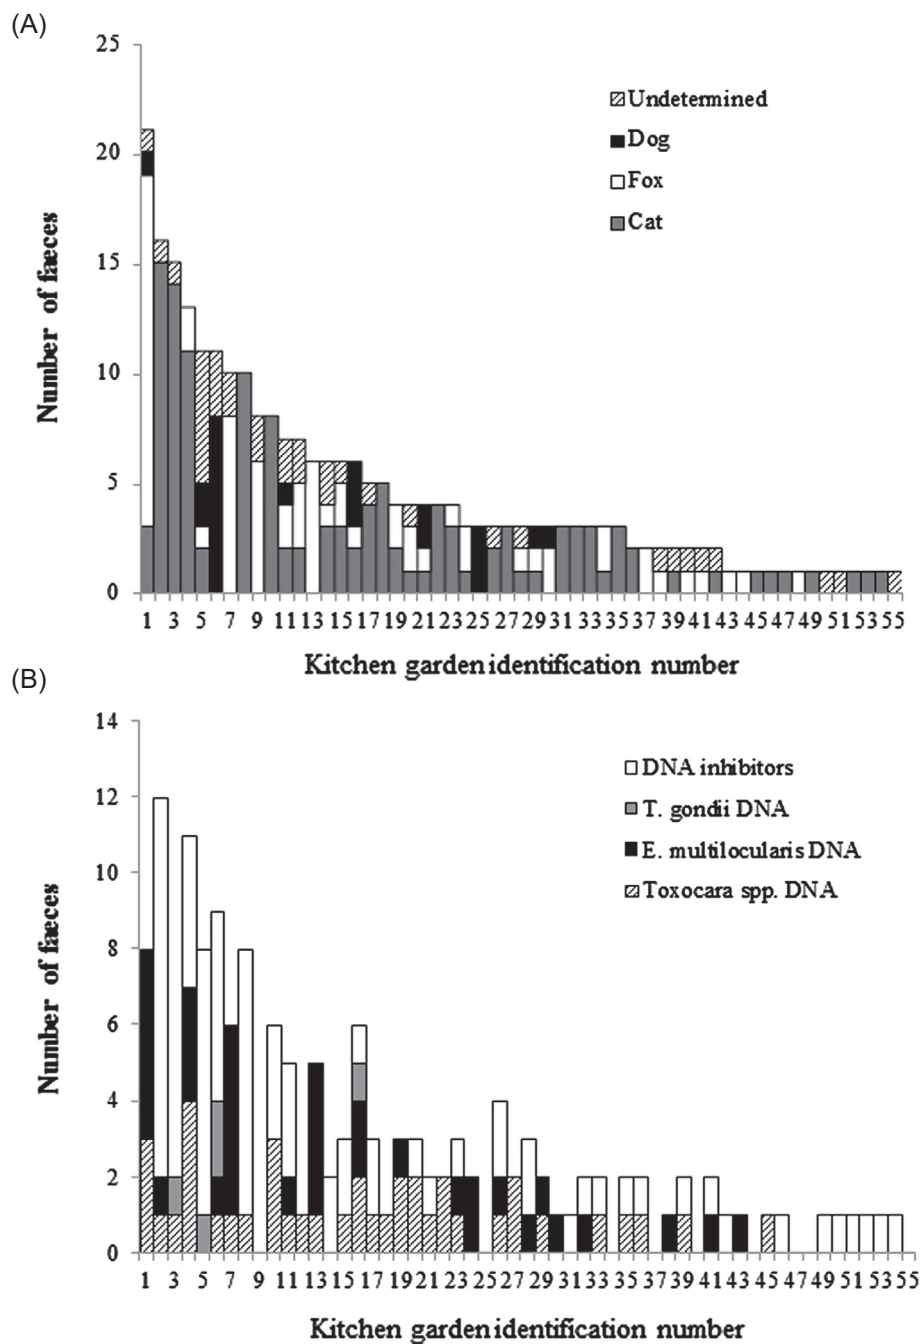 (A)
25
20
15
10
5
0
Number of fæces
Undetermined
Dog
Fox
Cat
1 3 5 7 9 11 13 15 17 19 21 23 25 27 29 31 33 35 37 39 41 43 45 47 49 51 53 55
Kitchen garden identification number
(B)
14
12
10
8
6
4
2
0
Number of fæces
DNA inhibitors
T. gondii DNA
E. multilocularis DNA
Toxocara spp. DNA
1 3 5 7 9 11 13 15 17 19 21 23 25 27 29 31 33 35 37 39 41 43 45 47 49 51 53 55
Kitchen garden identification number